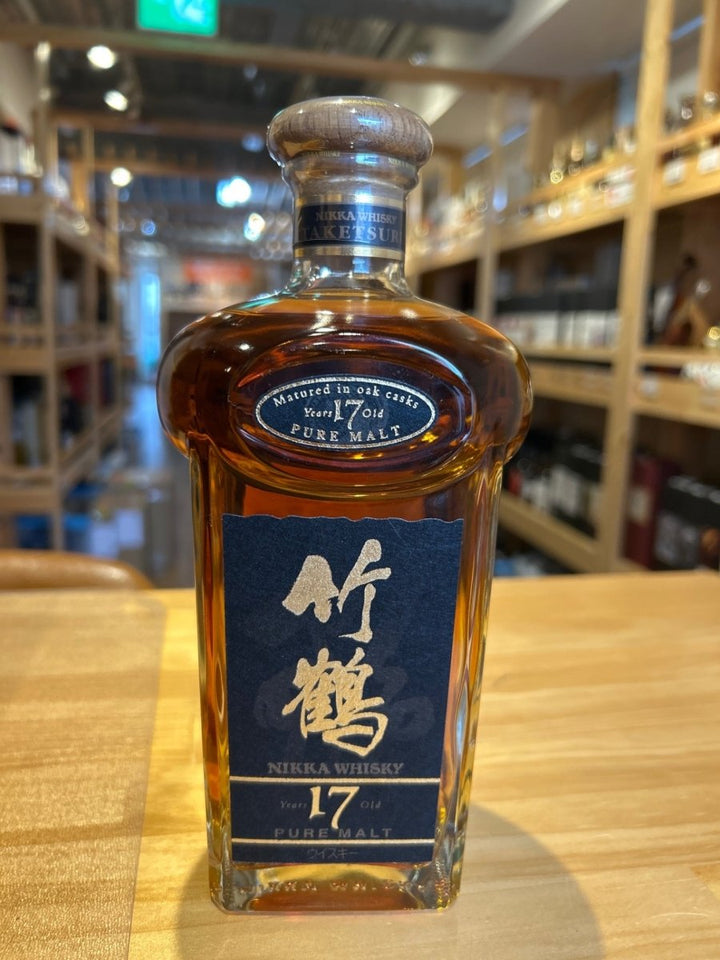 NIKKA WHISKY
TAKETSUR
Matured in oak casks
Years 17 Old
PURE MALT
竹
鶴
NIKKA WHISKY
Years 17 Old
PURE MALT
ウイスキー